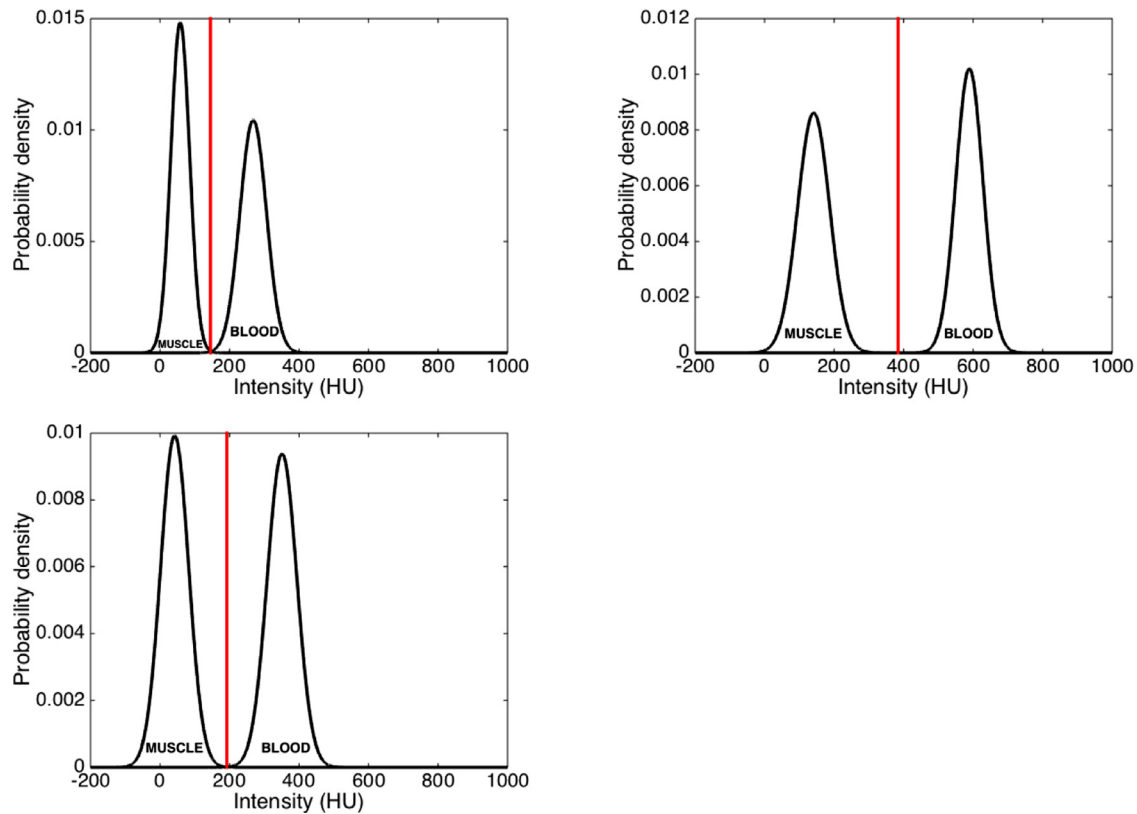 0.015
0.01
0.005
0
Probability density
MUSCLE
BLOOD
-200 0 200 400 600 800 1000
Intensity (HU)
0.012
0.01
0.008
0.006
0.004
0.002
0
Probability density
MUSCLE
BLOOD
-200 0 200 400 600 800 1000
Intensity (HU)
0.01
0.008
0.006
0.004
0.002
0
Probability density
MUSCLE
BLOOD
-200 0 200 400 600 800 1000
Intensity (HU)